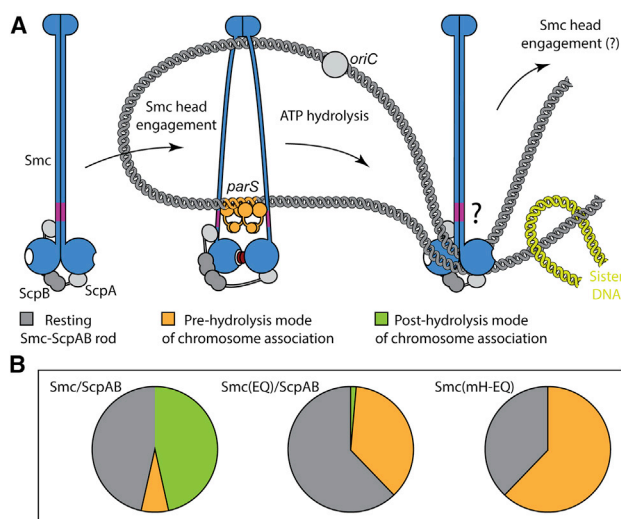 A
oriC
Smc head
engagement (?)
Smc head
engagement
ATP hydrolysis
Smc
parS
?
ScpB
ScpA
Sister
DNA
Resting
Smc-ScpAB rod
Pre-hydrolysis mode
of chromosome association
Post-hydrolysis mode
of chromosome association
B
Smc/ScpAB
Smc(EQ)/ScpAB
Smc(mH-EQ)